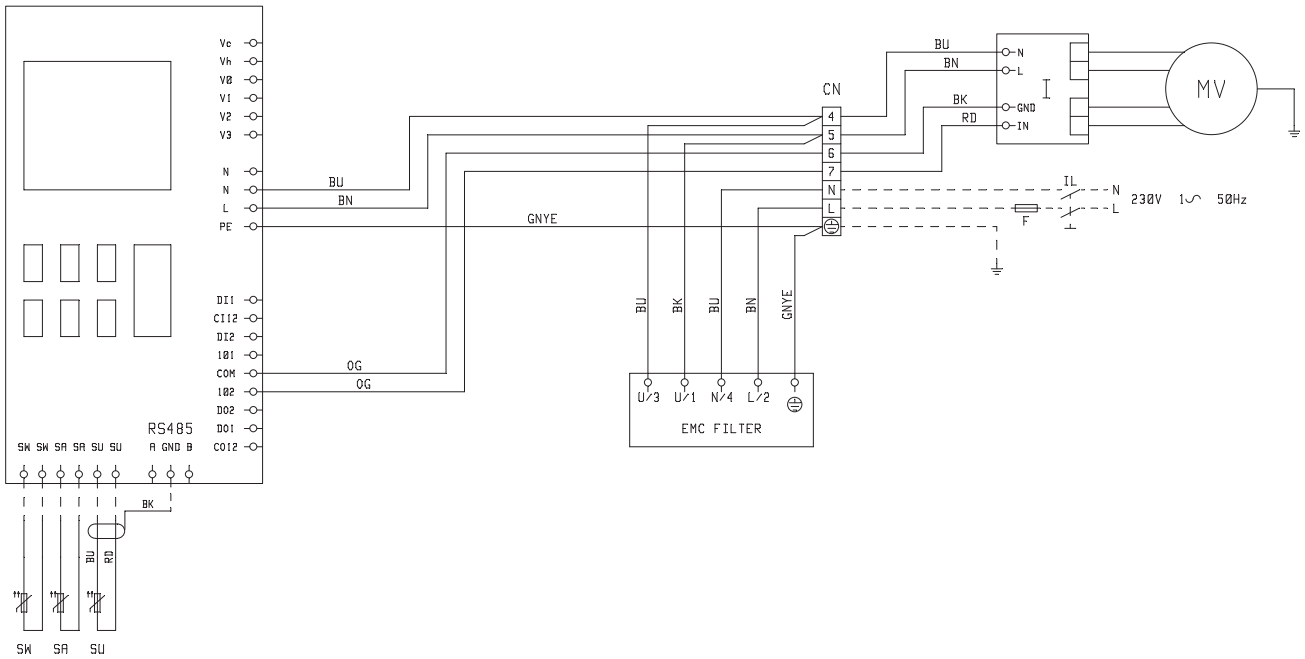 Vc
Vh
V0
V1
V2
V3
N
N
L
PE
DI1
CI12
DI2
101
COM
102
DO2
DO1
CO12
RS485
SW SW SA SA SU SU A GND B
BU
BN
GNYE
OG
OG
BK
BU
RD
SW SA SU
CN
4
5
6
7
N
L
BU
BN
BK
RD
N
L
GND
IN
I
MV
IL
N
L
F
230V 1 50Hz
BU
BK
BU
BN
GNYE
U/3 U/1 N/4 L/2
EMC FILTER